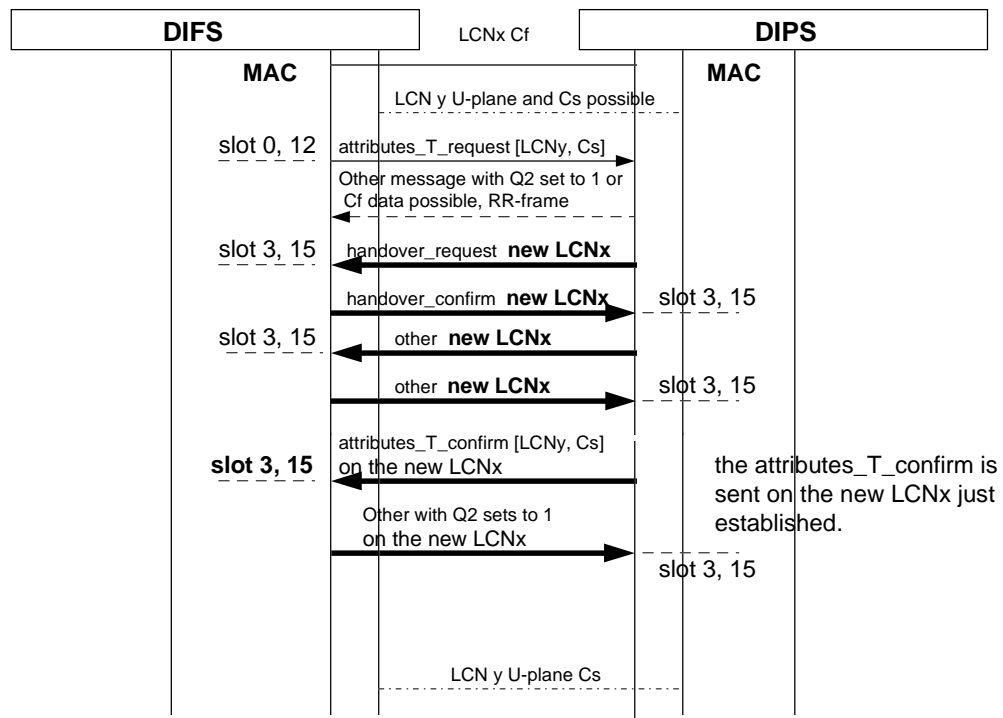 DIFS
LCNx Cf
DIPS
MAC
MAC
LCN y U-plane and Cs possible
slot 0, 12
attributes_T_request [LCNy, Cs]
Other message with Q2 set to 1 or
Cf data possible, RR-frame
slot 3, 15
handover_request new LCNx
handover_confirm new LCNx
slot 3, 15
slot 3, 15
other new LCNx
other new LCNx
slot 3, 15
attributes_T_confirm [LCNy, Cs]
slot 3, 15
on the new LCNx
the attributes_T_confirm is
sent on the new LCNx just
established.
Other with Q2 sets to 1
on the new LCNx
slot 3, 15
LCN y U-plane Cs